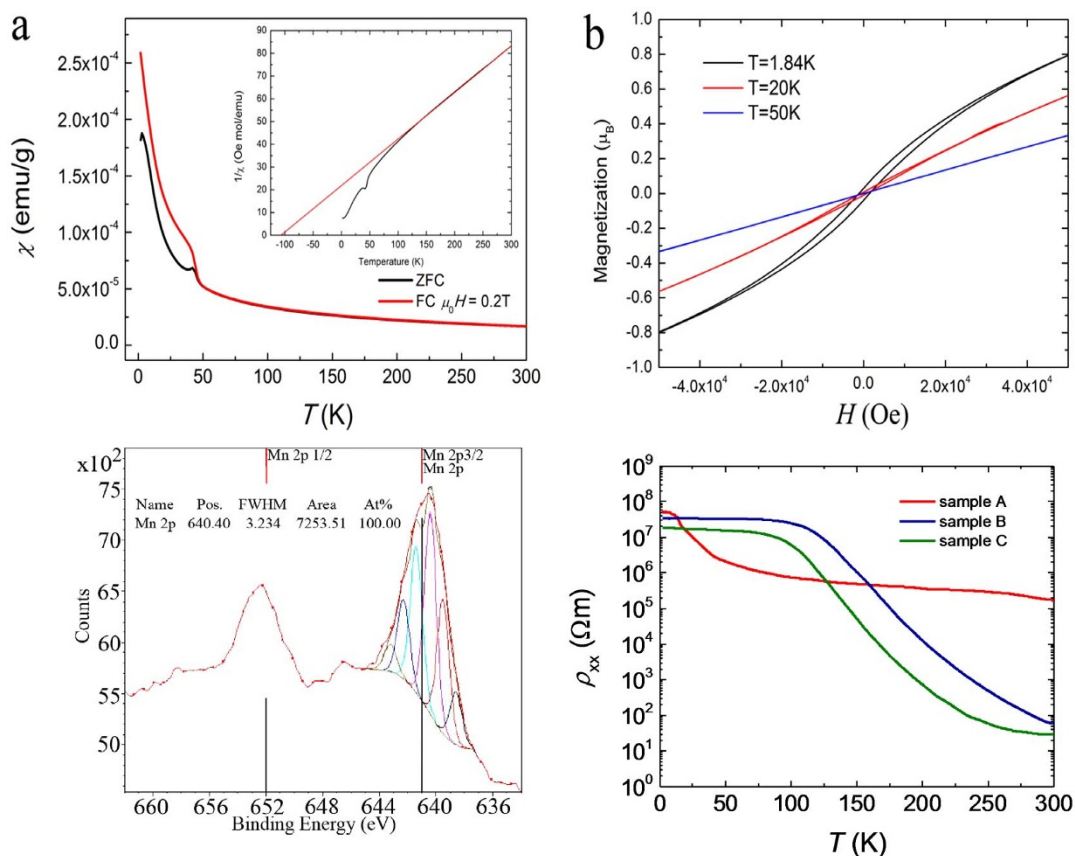 a
χ (emu/g)
2.5x10⁻⁴
2.0x10⁻⁴
1.5x10⁻⁴
1.0x10⁻⁴
5.0x10⁻⁵
0.0
0 50 100 150 200 250 300
T (K)
1/χ (Oe mol/emu)
90
80
70
60
50
40
30
20
10
0
-100 -50 0 50 100 150 200 250 300
Temperature (K)
ZFC
FC μ₀H = 0.2T
b
Magnetization (μ_B)
1.0
0.8
0.6
0.4
0.2
0.0
-0.2
-0.4
-0.6
-0.8
-1.0
T=1.84K
T=20K
T=50K
-4.0x10⁴ -2.0x10⁴ 0.0 2.0x10⁴ 4.0x10⁴
H (Oe)
x10²
Mn 2p 1/2 Mn 2p3/2
Mn 2p
Name Pos. FWHM Area At%
Mn 2p 640.40 3.234 7253.51 100.00
Counts
75
70
65
60
55
50
660 656 652 648 644 640 636
Binding Energy (eV)
ρ_xx (Ωm)
10⁹
10⁸
10⁷
10⁶
10⁵
10⁴
10³
10²
10¹
10⁰
sample A
sample B
sample C
0 50 100 150 200 250 300
T (K)